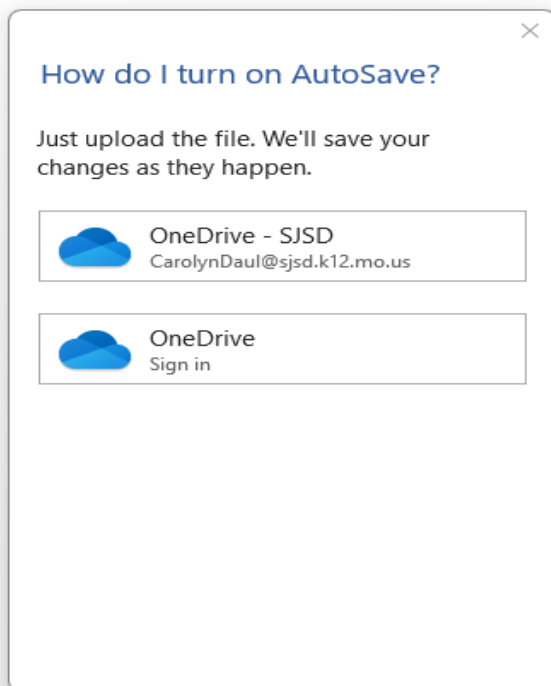 How do I turn on AutoSave?
Just upload the file. We'll save your
changes as they happen.
OneDrive - SJSD
CarolynDaul@sjsd.k12.mo.us
OneDrive
Sign in